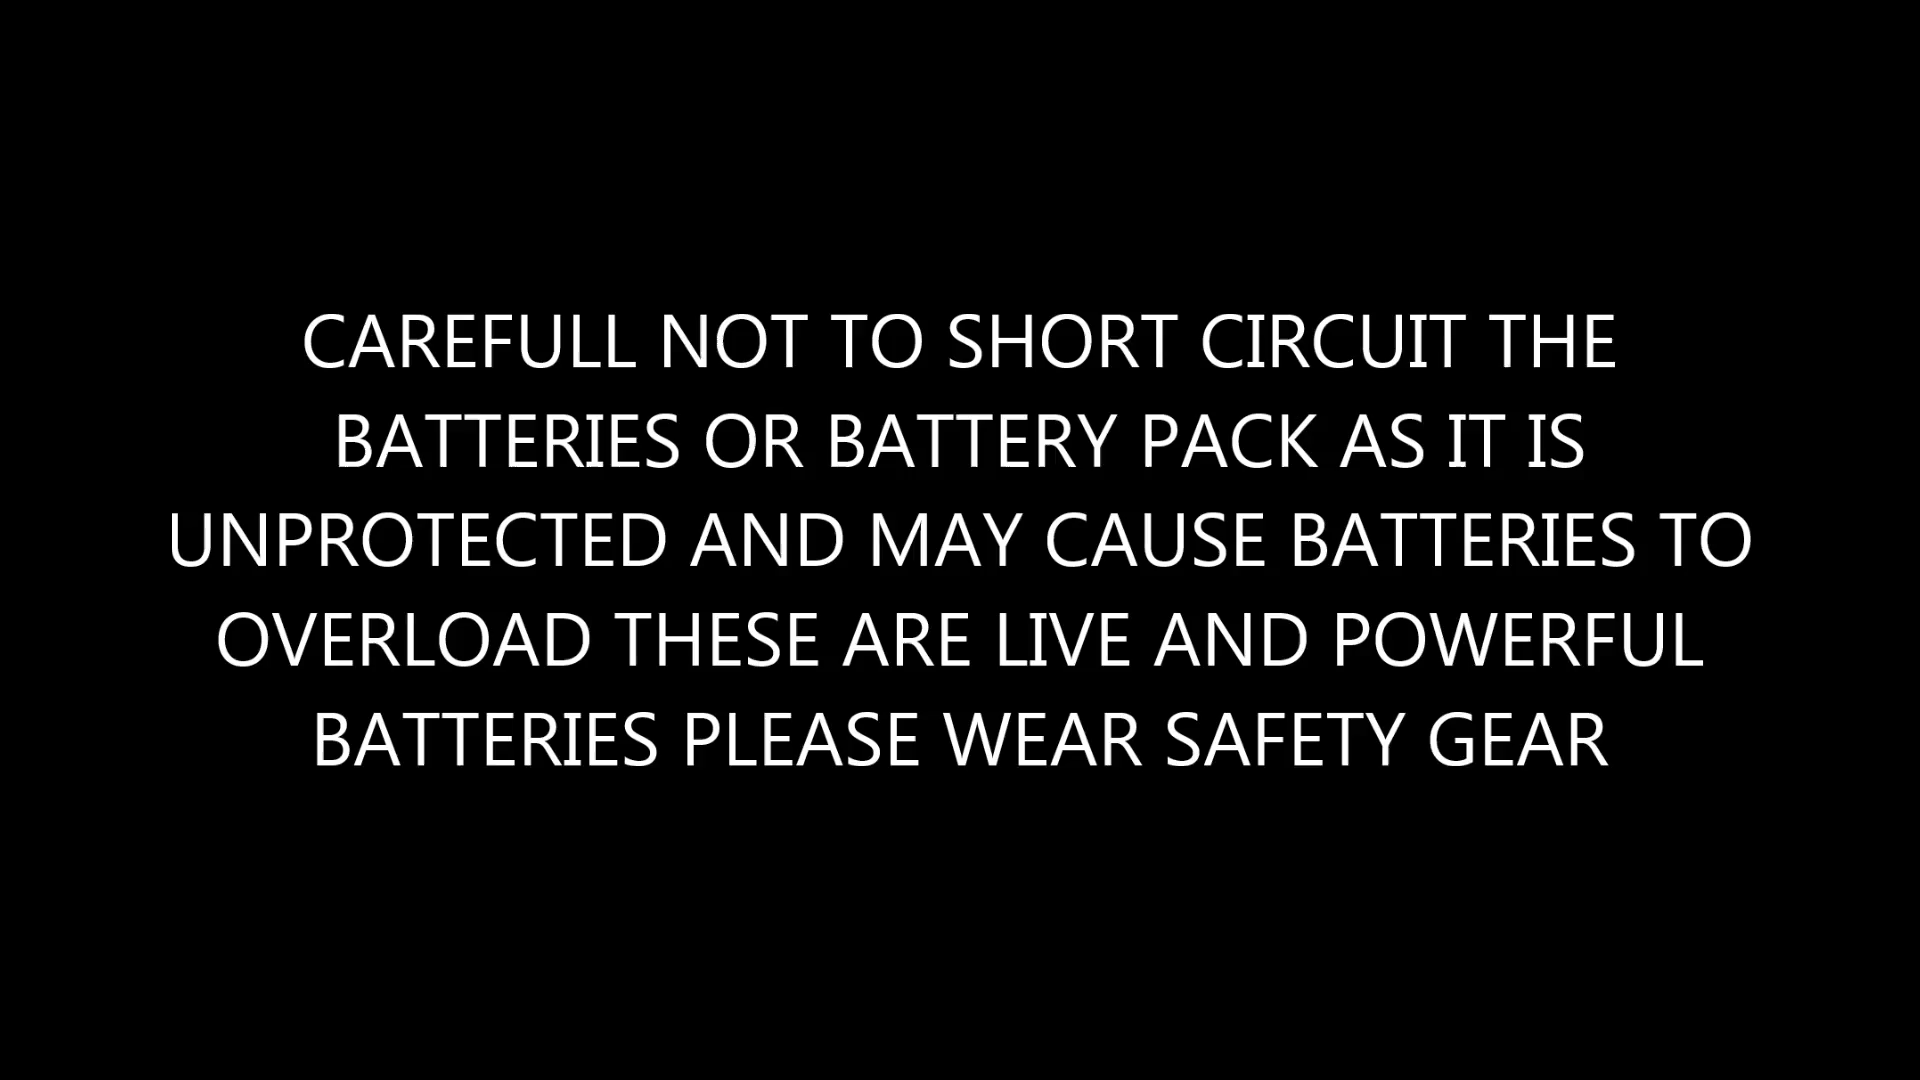 CAREFULL NOT TO SHORT CIRCUIT THE
BATTERIES OR BATTERY PACK AS IT IS
UNPROTECTED AND MAY CAUSE BATTERIES TO
OVERLOAD THESE ARE LIVE AND POWERFUL
BATTERIES PLEASE WEAR SAFETY GEAR